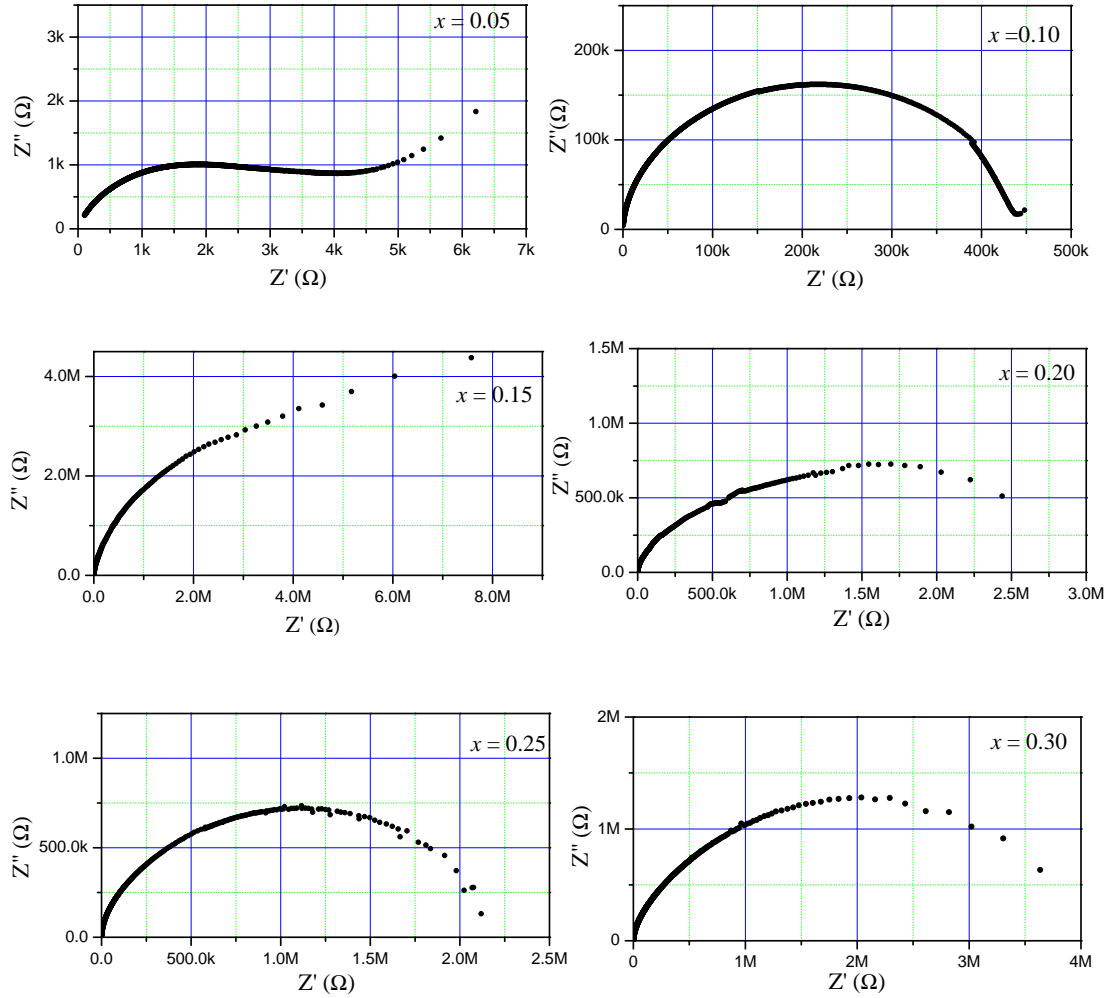 x = 0.05
3k
2k
1k
0
Z'' (Ω)
0 1k 2k 3k 4k 5k 6k 7k
Z' (Ω)
x =0.10
200k
100k
0
Z''(Ω)
0 100k 200k 300k 400k 500k
Z' (Ω)
x = 0.15
4.0M
2.0M
0.0
Z'' (Ω)
0.0 2.0M 4.0M 6.0M 8.0M
Z' (Ω)
x = 0.20
1.5M
1.0M
500.0k
0.0
Z'' (Ω)
0.0 500.0k 1.0M 1.5M 2.0M 2.5M 3.0M
Z' (Ω)
x = 0.25
1.0M
500.0k
0.0
Z'' (Ω)
0.0 500.0k 1.0M 1.5M 2.0M 2.5M
Z' (Ω)
x = 0.30
2M
1M
0
Z'' (Ω)
0 1M 2M 3M 4M
Z' (Ω)